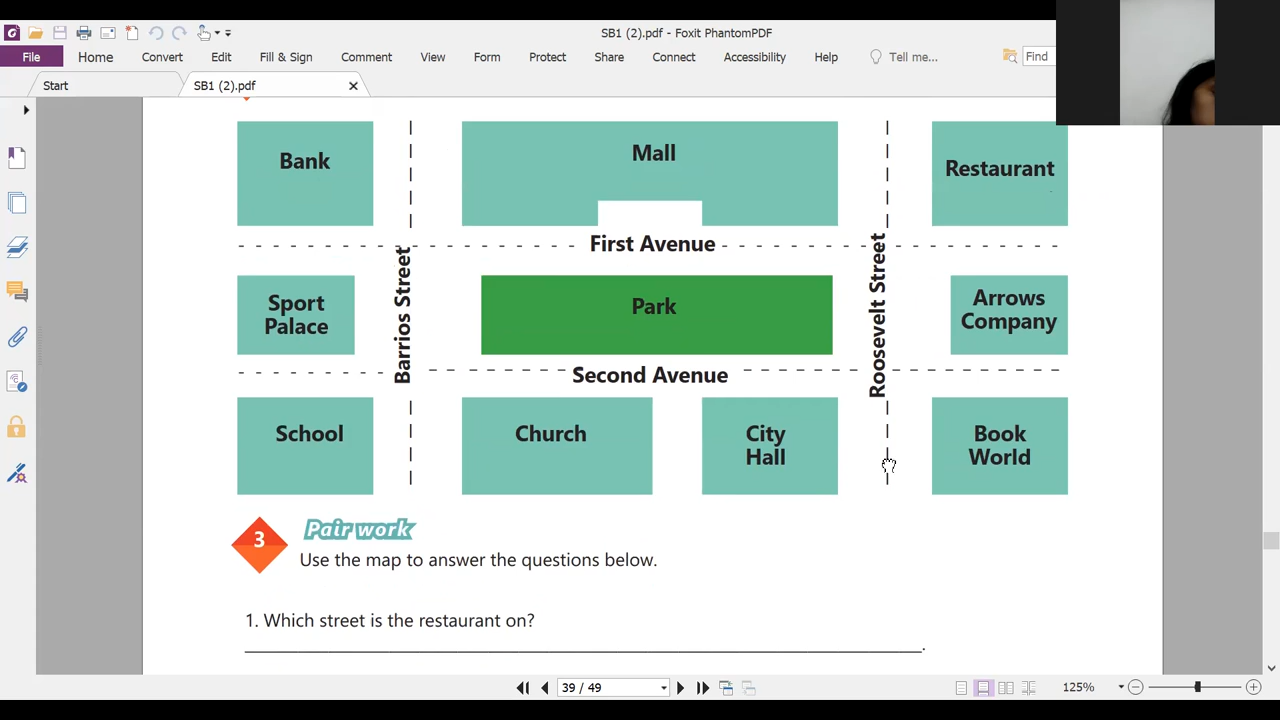 SB1 (2).pdf - Foxit PhantomPDF
File Home Convert Edit Fill & Sign Comment View Form Protect Share Connect Accessibility Help Tell me... Find
Start SB1 (2).pdf
Bank Mall Restaurant
First Avenue
Barrios Street
Roosevelt Street
Sport Palace
Park
Arrows Company
Second Avenue
School Church City Hall Book World
3 Pair work
Use the map to answer the questions below.
1. Which street is the restaurant on?
39 / 49 125%